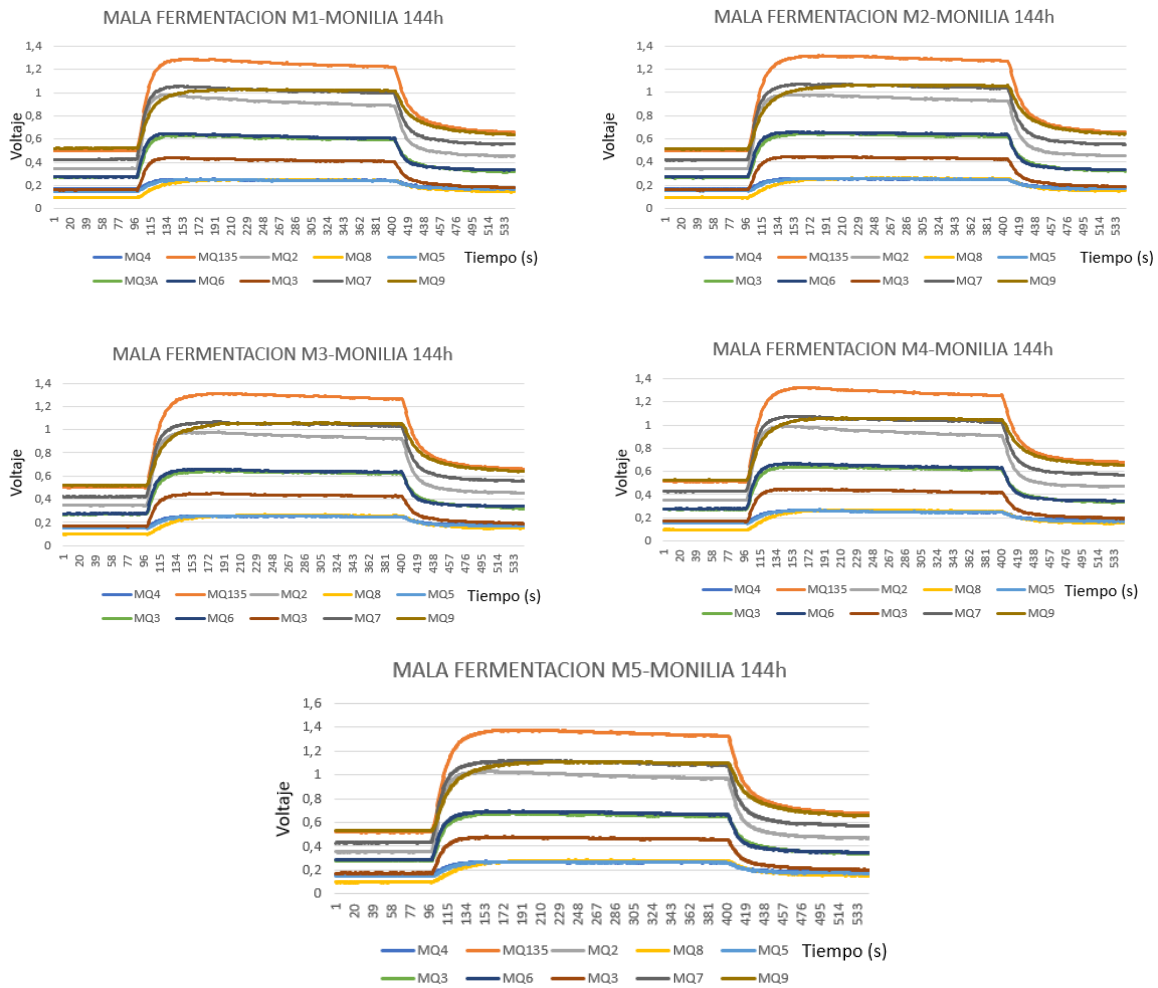 MALA FERMENTACION M1-MONILIA 144h
1,4
1,2
1
0,8
0,6
0,4
0,2
0
Voltaje
1 20 39 58 77 96 115 134 153 172 191 210 229 248 267 286 305 324 343 362 381 400 419 438 457 476 495 514 533
MQ4 MQ135 MQ2 MQ8 MQ5 Tiempo (s)
MQ3A MQ6 MQ3 MQ7 MQ9
MALA FERMENTACION M2-MONILIA 144h
1,4
1,2
1
0,8
0,6
0,4
0,2
0
Voltaje
1 20 39 58 77 96 115 134 153 172 191 210 229 248 267 286 305 324 343 362 381 400 419 438 457 476 495 514 533
MQ4 MQ135 MQ2 MQ8 MQ5 Tiempo (s)
MQ3 MQ6 MQ3 MQ7 MQ9
MALA FERMENTACION M3-MONILIA 144h
1,4
1,2
1
0,8
0,6
0,4
0,2
0
Voltaje
1 20 39 58 77 96 115 134 153 172 191 210 229 248 267 286 305 324 343 362 381 400 419 438 457 476 495 514 533
MQ4 MQ135 MQ2 MQ8 MQ5 Tiempo (s)
MQ3 MQ6 MQ3 MQ7 MQ9
MALA FERMENTACION M4-MONILIA 144h
1,4
1,2
1
0,8
0,6
0,4
0,2
0
Voltaje
1 20 39 58 77 96 115 134 153 172 191 210 229 248 267 286 305 324 343 362 381 400 419 438 457 476 495 514 533
MQ4 MQ135 MQ2 MQ8 MQ5 Tiempo (s)
MQ3 MQ6 MQ3 MQ7 MQ9
MALA FERMENTACION M5-MONILIA 144h
1,6
1,4
1,2
1
0,8
0,6
0,4
0,2
0
Voltaje
1 20 39 58 77 96 115 134 153 172 191 210 229 248 267 286 305 324 343 362 381 400 419 438 457 476 495 514 533
MQ4 MQ135 MQ2 MQ8 MQ5 Tiempo (s)
MQ3 MQ6 MQ3 MQ7 MQ9